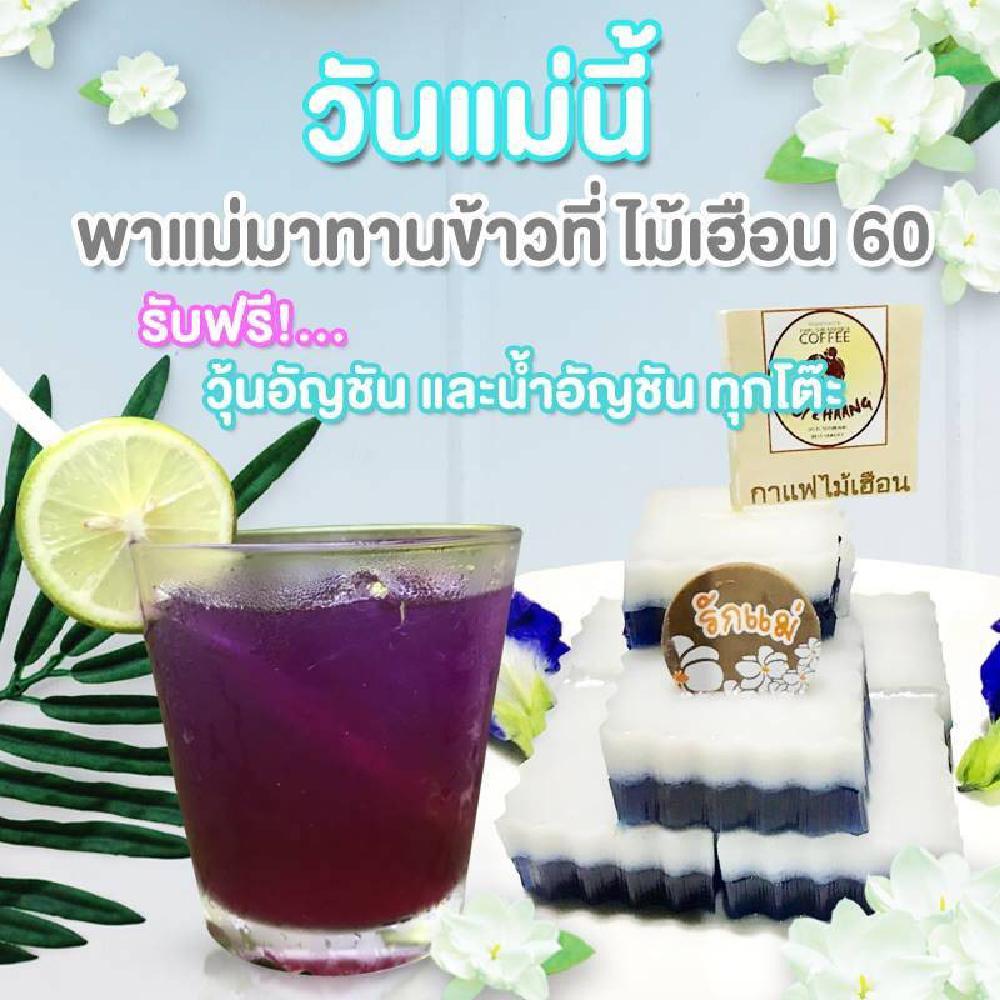 วันแม่นี้
พาแม่มาทานข้าวที่ ไม้เฮือน 60
รับฟรี!...
วุ้นอัญชัน และน้ำอัญชัน ทุกโต๊ะ
COFFEE
CHAANG
กาแฟไม้เฮือน
รักแม่